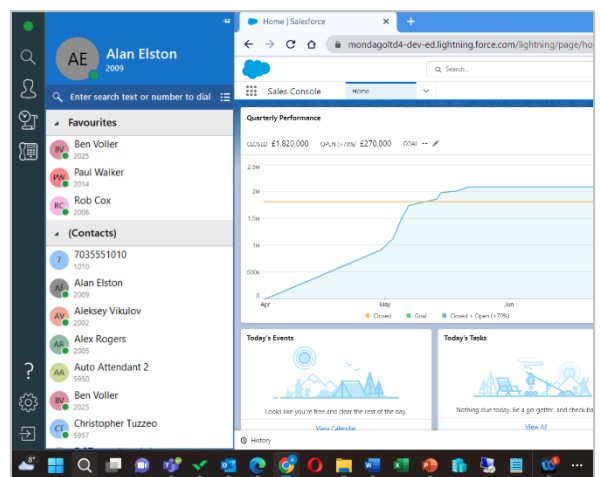 AE
Alan Elston
2009
Enter search text or number to dial
Favourites
BV
Ben Voller
2025
PW
Paul Walker
2014
RC
Rob Cox
2006
(Contacts)
7
7035551010
1010
AE
Alan Elston
2009
AV
Aleksey Vikulov
2002
AR
Alex Rogers
2005
AA
Auto Attendant 2
5950
BV
Ben Voller
2025
CT
Christopher Tuzzeo
5957
?
Home | Salesforce
mondagoltd4-dev-ed.lightning.force.com/lightning/page/ho
Search...
Sales Console
Home
Quarterly Performance
CLOSED £1,820,000 OPEN (>70%) £270,000 GOAL --
2.5M
2M
1.5M
1M
500K
0
Apr May Jun
Closed Goal Closed + Open (>70%)
Today's Events
Looks like you're free and clear the rest of the day.
View Calendar
Today's Tasks
Nothing due today. Be a go-getter, and check ba
View All
History